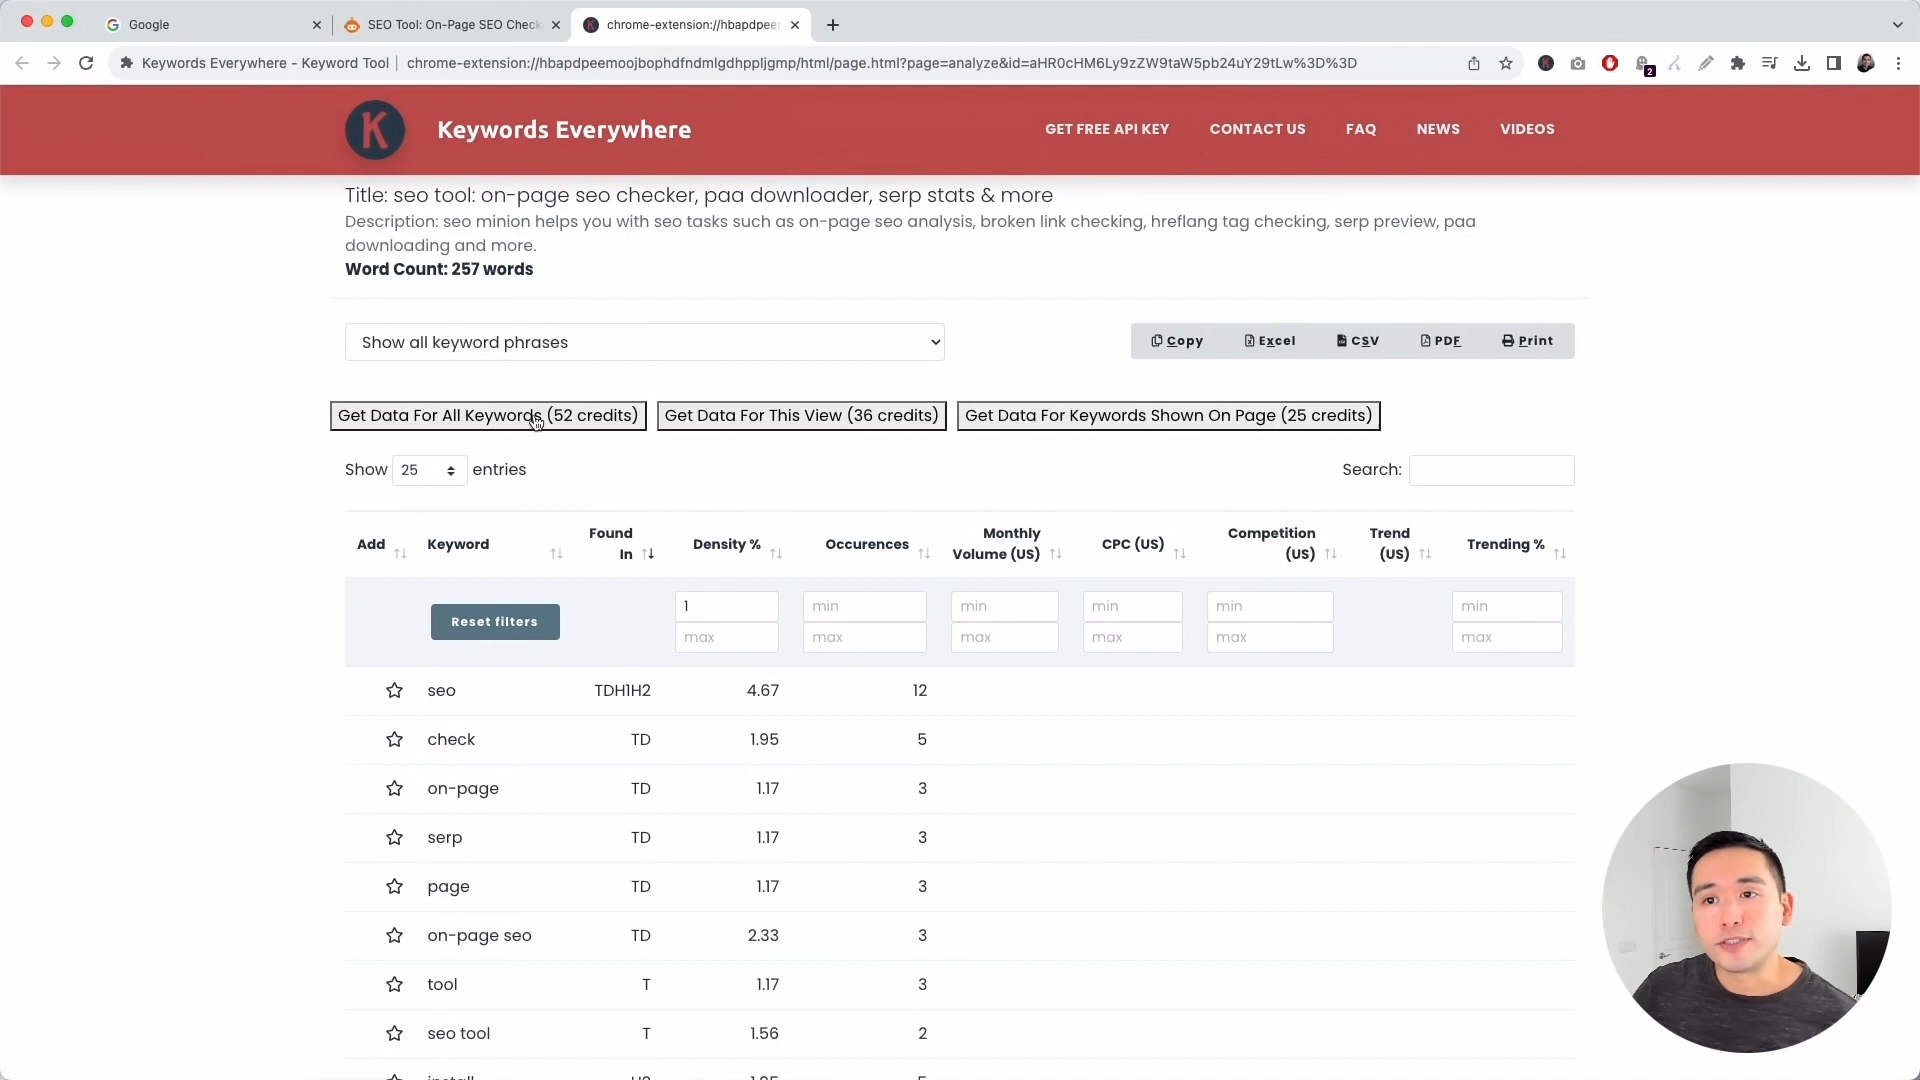 Google
SEO Tool: On-Page SEO Check
chrome-extension://hbapdpeer
Keywords Everywhere - Keyword Tool
chrome-extension://hbapdpeemoojbophdfndmlgdhppljgmp/html/page.html?page=analyze&id=aHR0cHM6Ly9zZW9taW5pb24uY29tLw%3D%3D
2
K
Keywords Everywhere
GET FREE API KEY
CONTACT US
FAQ
NEWS
VIDEOS
Title: seo tool: on-page seo checker, paa downloader, serp stats & more
Description: seo minion helps you with seo tasks such as on-page seo analysis, broken link checking, hreflang tag checking, serp preview, paa
downloading and more.
Word Count: 257 words
Show all keyword phrases
Copy
Excel
CSV
PDF
Print
Get Data For All Keywords (52 credits)
Get Data For This View (36 credits)
Get Data For Keywords Shown On Page (25 credits)
Show 25 entries
Search:
Add
Keyword
Found In
Density %
Occurences
Monthly Volume (US)
CPC (US)
Competition (US)
Trend (US)
Trending %
Reset filters
1
min
min
min
min
min
max
max
max
max
max
max
seo TDH1H2 4.67 12
check TD 1.95 5
on-page TD 1.17 3
serp TD 1.17 3
page TD 1.17 3
on-page seo TD 2.33 3
tool T 1.17 3
seo tool T 1.56 2